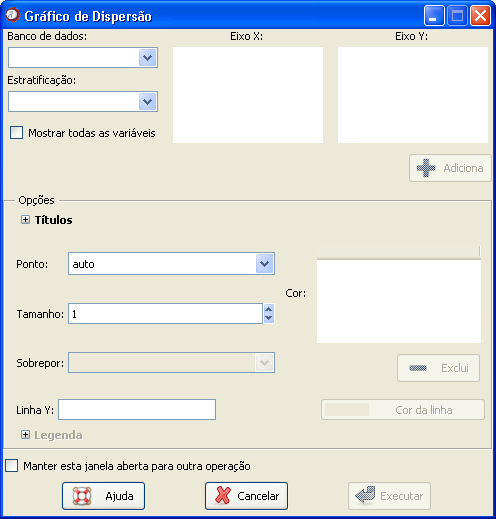 Gráfico de Dispersão
Banco de dados:
Eixo X:
Eixo Y:
Estratificação:
Mostrar todas as variáveis
Adiciona
Opções
Títulos
Ponto:
auto
Cor:
Tamanho:
1
Sobrepor:
Exclui
Linha Y:
Cor da linha
Legenda
Manter esta janela aberta para outra operação
Ajuda
Cancelar
Executar